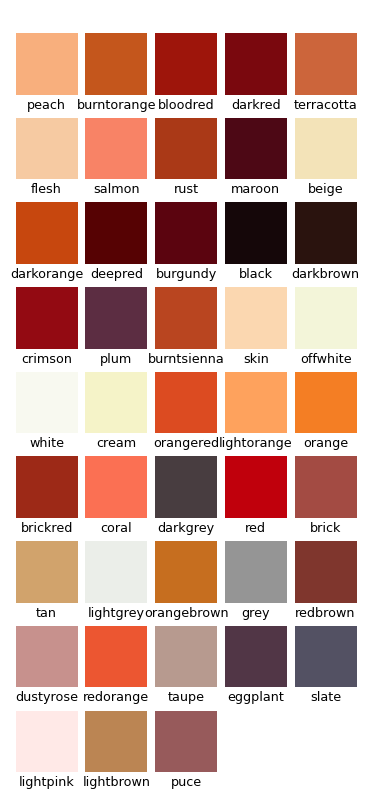 peach burntorange bloodred darkred terracotta
flesh salmon rust maroon beige
darkorange deepred burgundy black darkbrown
crimson plum burntsienna skin offwhite
white cream orangered lightorange orange
brickred coral darkgrey red brick
tan lightgrey orangebrown grey redbrown
dustyrose redorange taupe eggplant slate
lightpink lightbrown puce